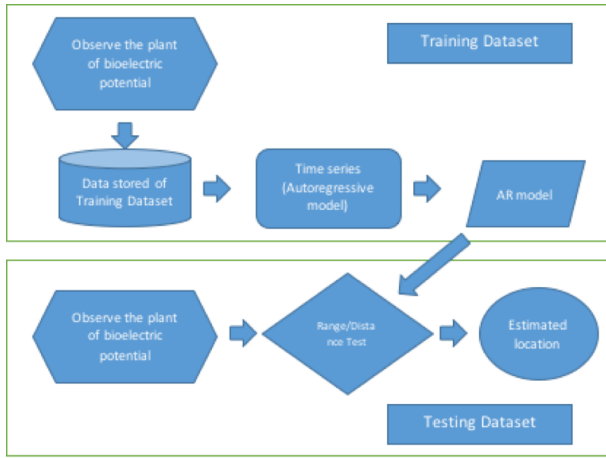 Observe the plant
of bioelectric
potential
Training Dataset
Data stored of
Training Dataset
Time series
(Autoregressive
model)
AR model
Observe the plant
of bioelectric
potential
Range/Dista
nce Test
Estimated
location
Testing Dataset